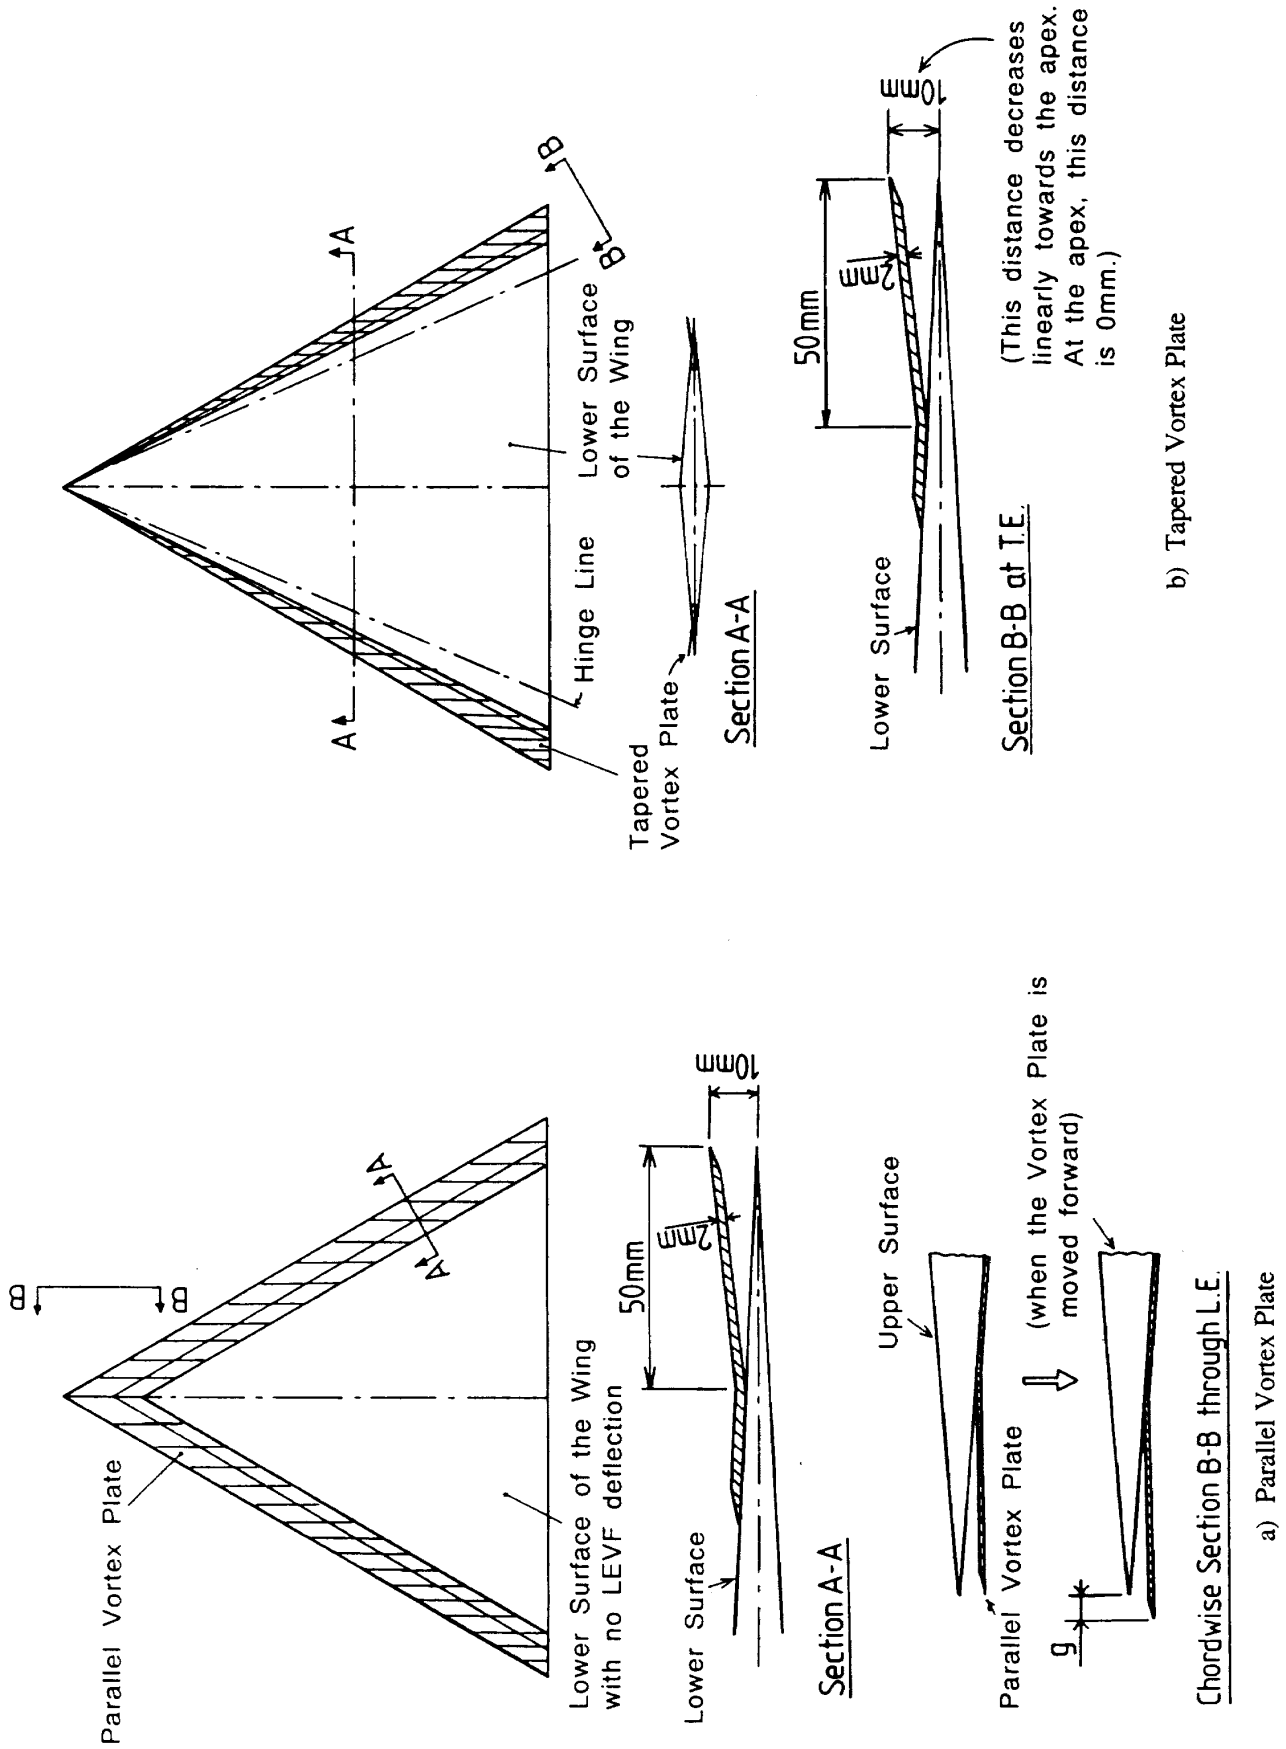 Parallel Vortex Plate
B
B
A
A
Lower Surface of the Wing
with no LEVF deflection
50mm
2mm
10mm
Lower Surface
Section A-A
Upper Surface
Parallel Vortex Plate
(when the Vortex Plate is
moved forward)
g
Chordwise Section B-B through L.E.
a) Parallel Vortex Plate
A
A
B
B
Hinge Line
Lower Surface
of the Wing
Tapered
Vortex Plate
Section A-A
50mm
2mm
10mm
Lower Surface
(This distance decreases
linearly towards the apex.
At the apex, this distance
is 0mm.)
Section B-B at T.E.
b) Tapered Vortex Plate